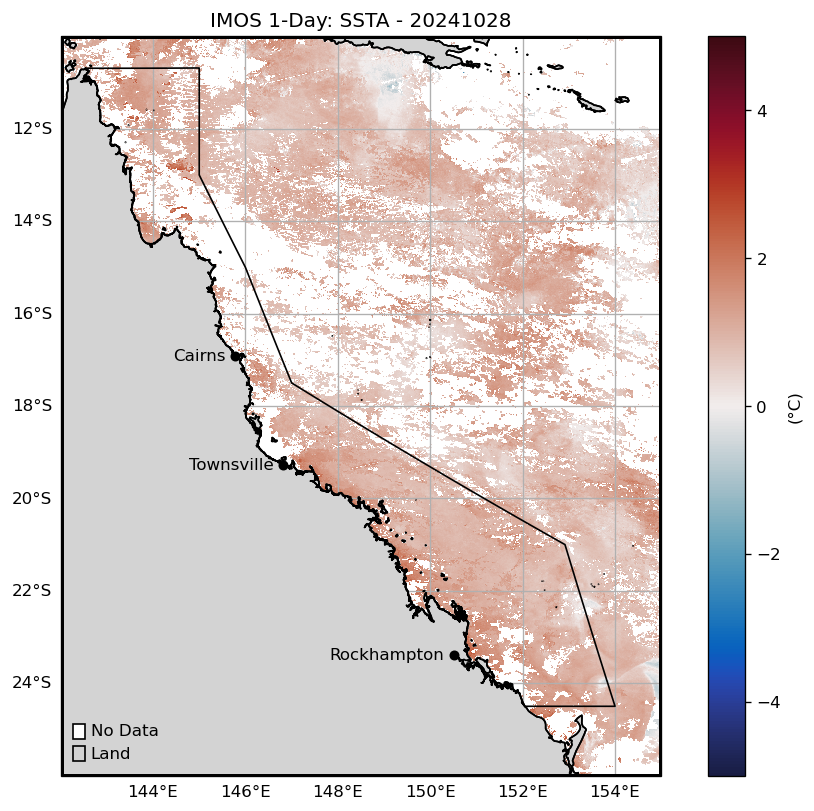 IMOS 1-Day: SSTA - 20241028
12°S
14°S
16°S
18°S
20°S
22°S
24°S
Cairns
Townsville
Rockhampton
No Data
Land
144°E 146°E 148°E 150°E 152°E 154°E
4
2
0
−2
−4
(°C)